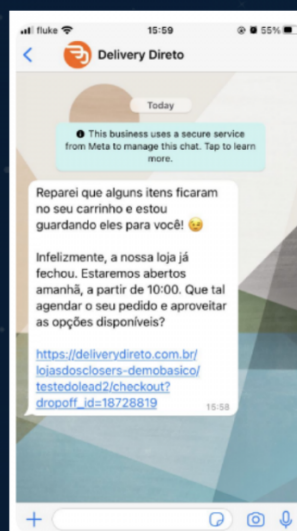 fluke 15:59 55%
Delivery Direto
Today
This business uses a secure service
from Meta to manage this chat. Tap to learn
more.
Reparei que alguns itens ficaram
no seu carrinho e estou
guardando eles para você! 😉
Infelizmente, a nossa loja já
fechou. Estaremos abertos
amanhã, a partir de 10:00. Que tal
agendar o seu pedido e aproveitar
as opções disponíveis?
https://deliverydireto.com.br/
lojasdosclosers-demobasico/
testedolead2/checkout?
dropoff_id=18728819
15:58